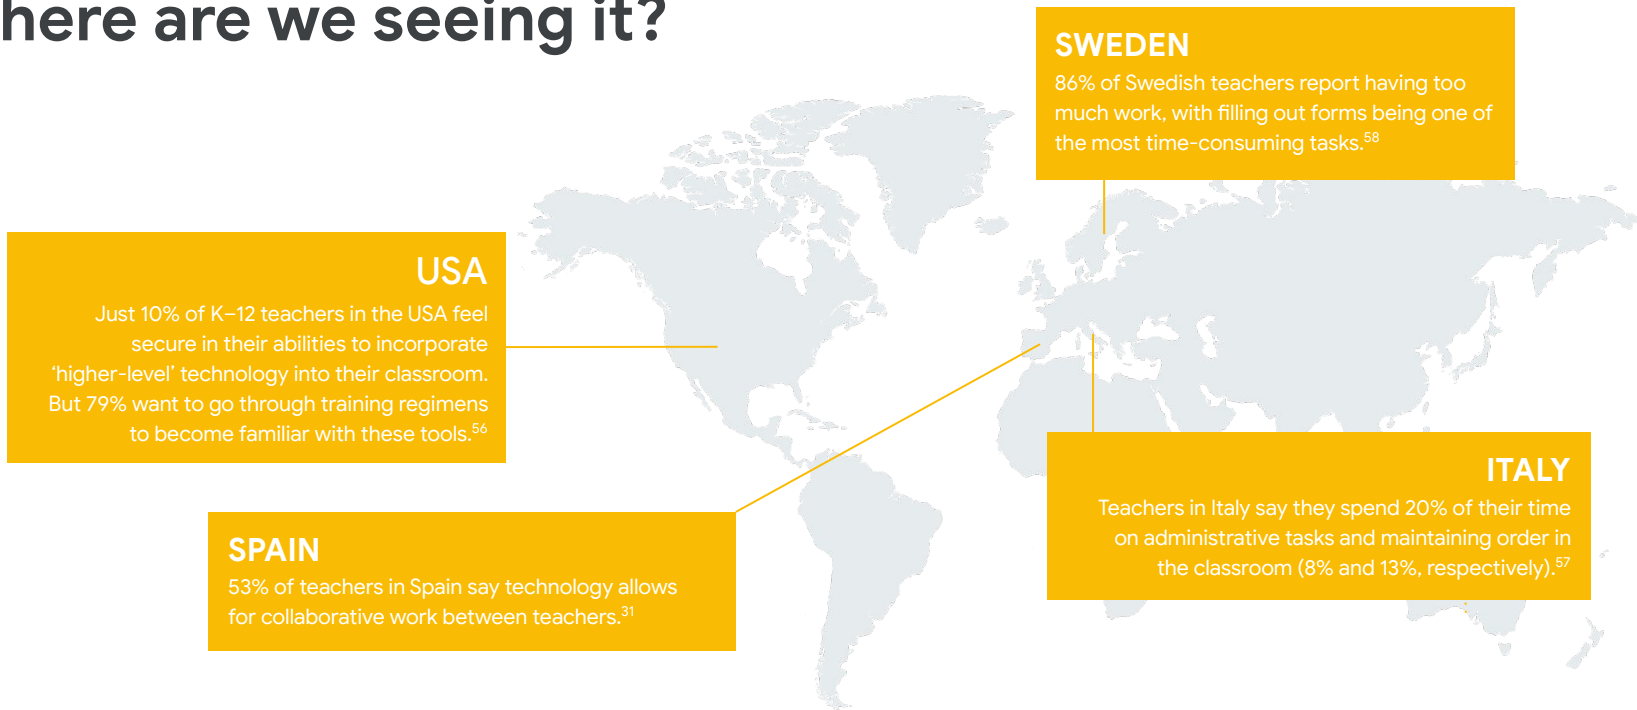 here are we seeing it?
SWEDEN
86% of Swedish teachers report having too
much work, with filling out forms being one of
the most time-consuming tasks.58
USA
Just 10% of K–12 teachers in the USA feel
secure in their abilities to incorporate
‘higher-level’ technology into their classroom.
But 79% want to go through training regimens
to become familiar with these tools.56
ITALY
Teachers in Italy say they spend 20% of their time
on administrative tasks and maintaining order in
the classroom (8% and 13%, respectively).57
SPAIN
53% of teachers in Spain say technology allows
for collaborative work between teachers.31